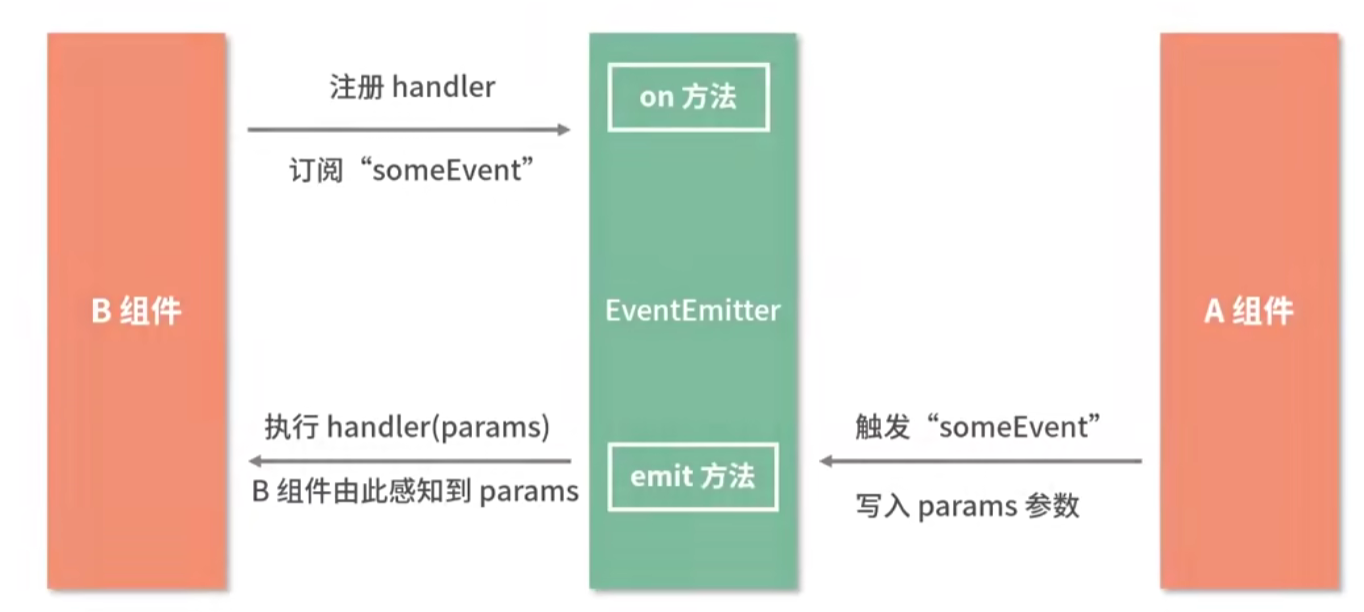 注册 handler
on 方法
订阅“someEvent”
B 组件
EventEmitter
A 组件
执行 handler(params)
触发“someEvent”
emit 方法
B 组件由此感知到 params
写入 params 参数